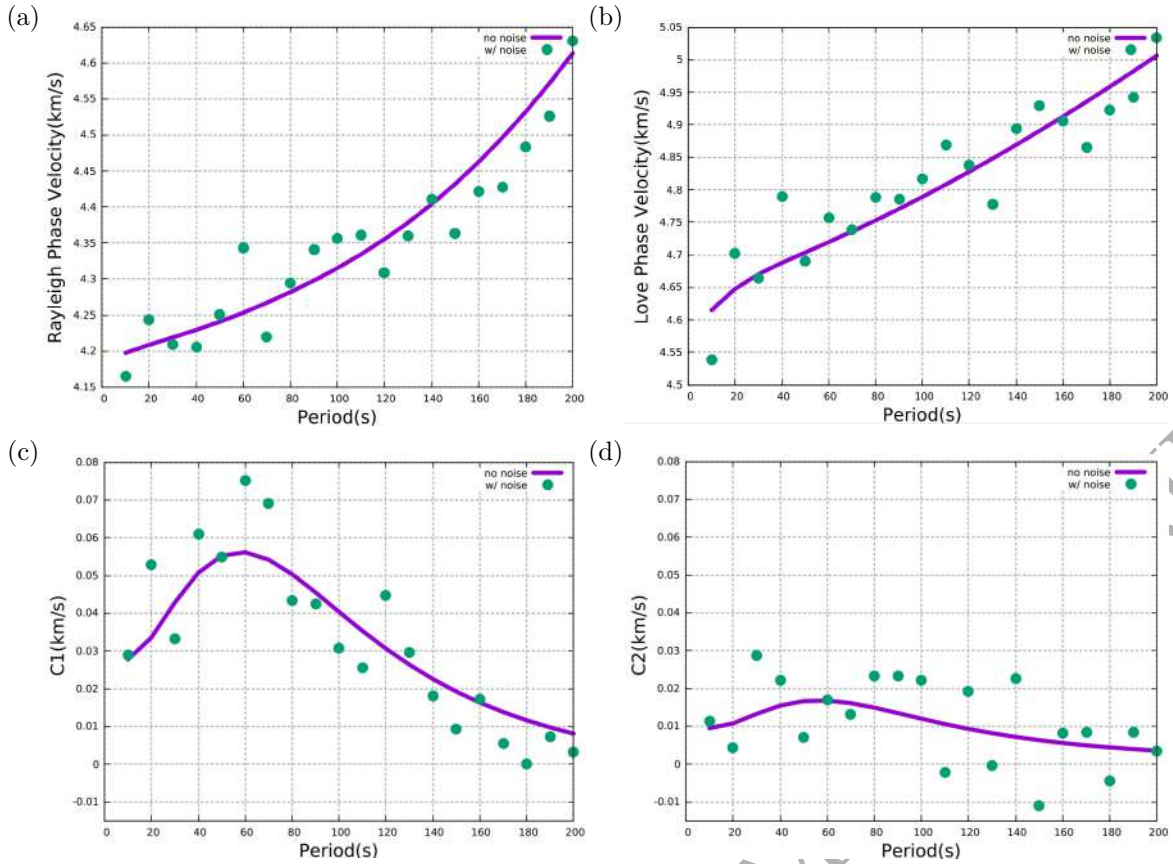 (a)
4.65
4.6
4.55
4.5
4.45
4.4
4.35
4.3
4.25
4.2
4.15
no noise
w/ noise
Rayleigh Phase Velocity(km/s)
0 20 40 60 80 100 120 140 160 180 200
Period(s)
(b)
5.05
5
4.95
4.9
4.85
4.8
4.75
4.7
4.65
4.6
4.55
4.5
no noise
w/ noise
Love Phase Velocity(km/s)
0 20 40 60 80 100 120 140 160 180 200
Period(s)
(c)
0.08
0.07
0.06
0.05
0.04
0.03
0.02
0.01
0
-0.01
no noise
w/ noise
C1(km/s)
0 20 40 60 80 100 120 140 160 180 200
Period(s)
(d)
0.08
0.07
0.06
0.05
0.04
0.03
0.02
0.01
0
-0.01
no noise
w/ noise
C2(km/s)
0 20 40 60 80 100 120 140 160 180 200
Period(s)